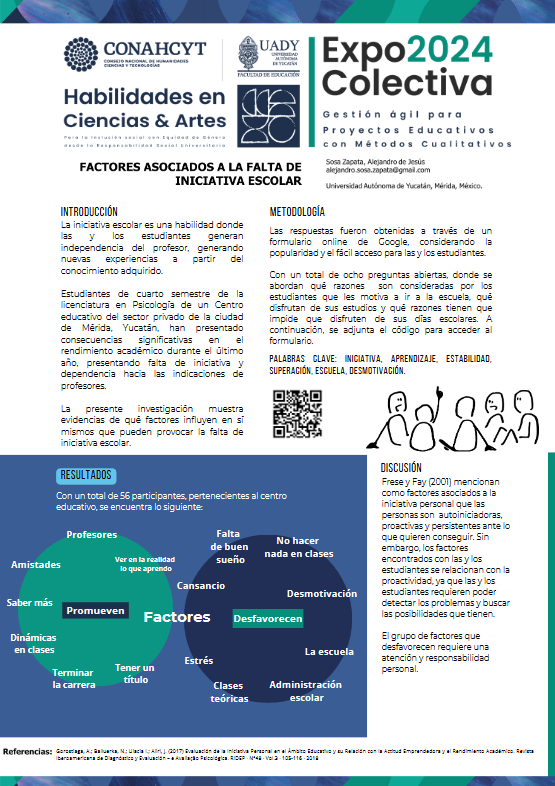 CONAHCYT
CONSEJO NACIONAL DE HUMANIDADES
CIENCIAS Y TECNOLOGÍAS
UADY
UNIVERSIDAD
AUTÓNOMA
DE YUCATÁN
FACULTAD DE EDUCACIÓN
Habilidades en
Ciencias & Artes
Para la inclusión social con Equidad de Género
desde la Responsabilidad Social Universitaria
Expo2024
Colectiva
Gestión ágil para
Proyectos Educativos
con Métodos Cualitativos
FACTORES ASOCIADOS A LA FALTA DE
INICIATIVA ESCOLAR
Sosa Zapata, Alejandro de Jesús
alejandro.sosa.zapata@gmail.com
Universidad Autónoma de Yucatán, Mérida, México.
INTRODUCCIÓN
La iniciativa escolar es una habilidad donde
las y los estudiantes generan
independencia del profesor, generando
nuevas experiencias a partir del
conocimiento adquirido.
Estudiantes de cuarto semestre de la
licenciatura en Psicología de un Centro
educativo del sector privado de la ciudad
de Mérida, Yucatán, han presentado
consecuencias significativas en el
rendimiento académico durante el último
año, presentando falta de iniciativa y
dependencia hacia las indicaciones de
profesores.
La presente investigación muestra
evidencias de qué factores influyen en sí
mismos que pueden provocar la falta de
iniciativa escolar.
METODOLOGÍA
Las respuestas fueron obtenidas a través de un
formulario online de Google, considerando la
popularidad y el fácil acceso para las y los estudiantes.
Con un total de ocho preguntas abiertas, donde se
abordan qué razones son consideradas por los
estudiantes que les motiva a ir a la escuela, qué
disfrutan de sus estudios y qué razones tienen que
impide que disfruten de sus días escolares. A
continuación, se adjunta el código para acceder al
formulario.
PALABRAS CLAVE: INICIATIVA, APRENDIZAJE, ESTABILIDAD,
SUPERACIÓN, ESCUELA, DESMOTIVACIÓN.
RESULTADOS
Con un total de 56 participantes, pertenecientes al centro
educativo, se encuentra lo siguiente:
Profesores
Ver en la realidad
lo que aprendo
Amistades
Saber más
Promueven
Dinámicas
en clases
Terminar
la carrera
Tener un
título
Factores
Falta
de buen
sueño
No hacer
nada en clases
Cansancio
Desmotivación
Desfavorecen
La escuela
Estrés
Clases
teóricas
Administración
escolar
DISCUSIÓN
Frese y Fay (2001) mencionan
como factores asociados a la
iniciativa personal que las
personas son autoiniciadoras,
proactivas y persistentes ante lo
que quieren conseguir. Sin
embargo, los factores
encontrados con las y los
estudiantes se relacionan con la
proactividad, ya que las y los
estudiantes requieren poder
detectar los problemas y buscar
las posibilidades que tienen.
El grupo de factores que
desfavorecen requiere una
atención y responsabilidad
personal.
Referencias:
Gorostiaga, A.; Balluerka, N.; Ulacia I.; Aliri, J. (2017) Evaluación de la Iniciativa Personal en el Ámbito Educativo y su Relación con la Actitud Emprendedora y el Rendimiento Académico. Revista
Iberoamericana de Diagnóstico y Evaluación – e Avaliação Psicológica. RIDEP · Nº48 · Vol.3 · 105-116 · 2018